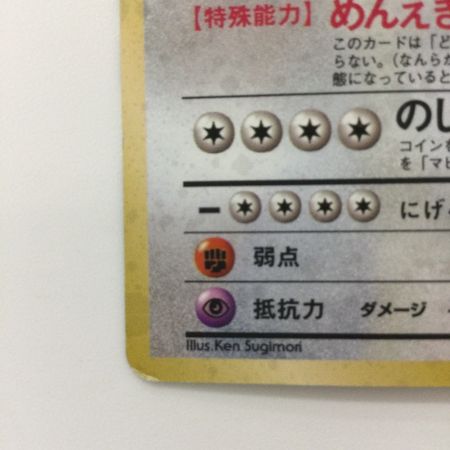 【特殊能力】めんえき
このカードは「ど
らない。(なんらか
態になっていると
のし
コインを
を「マヒ
にげ
弱点
抵抗力 ダメージ
Illus.Ken Sugimori